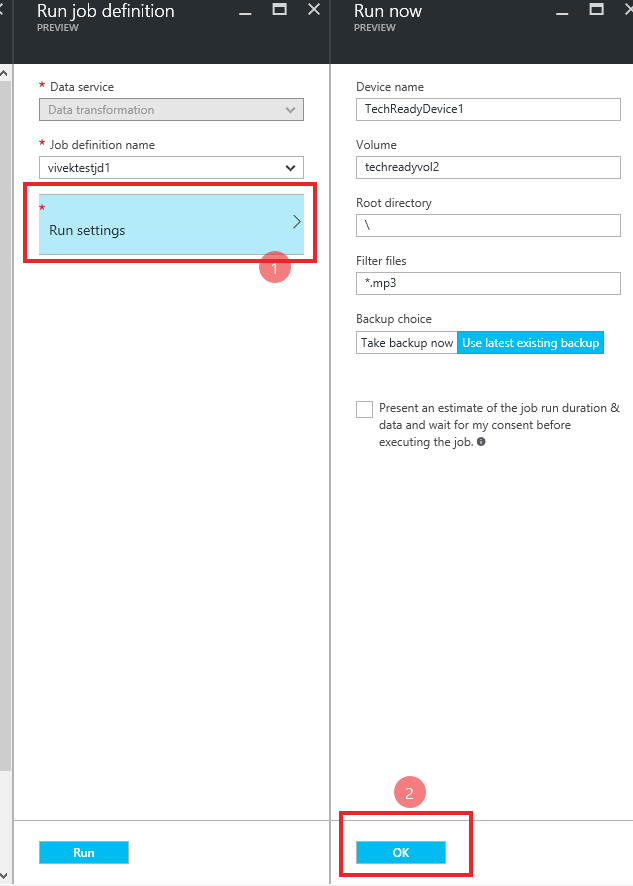 Run job definition
PREVIEW
* Data service
Data transformation
* Job definition name
vivektestjd1
*
Run settings
1
Run
Run now
PREVIEW
Device name
TechReadyDevice1
Volume
techreadyvol2
Root directory
\
Filter files
*.mp3
Backup choice
Take backup now Use latest existing backup
Present an estimate of the job run duration &
data and wait for my consent before
executing the job.
2
OK